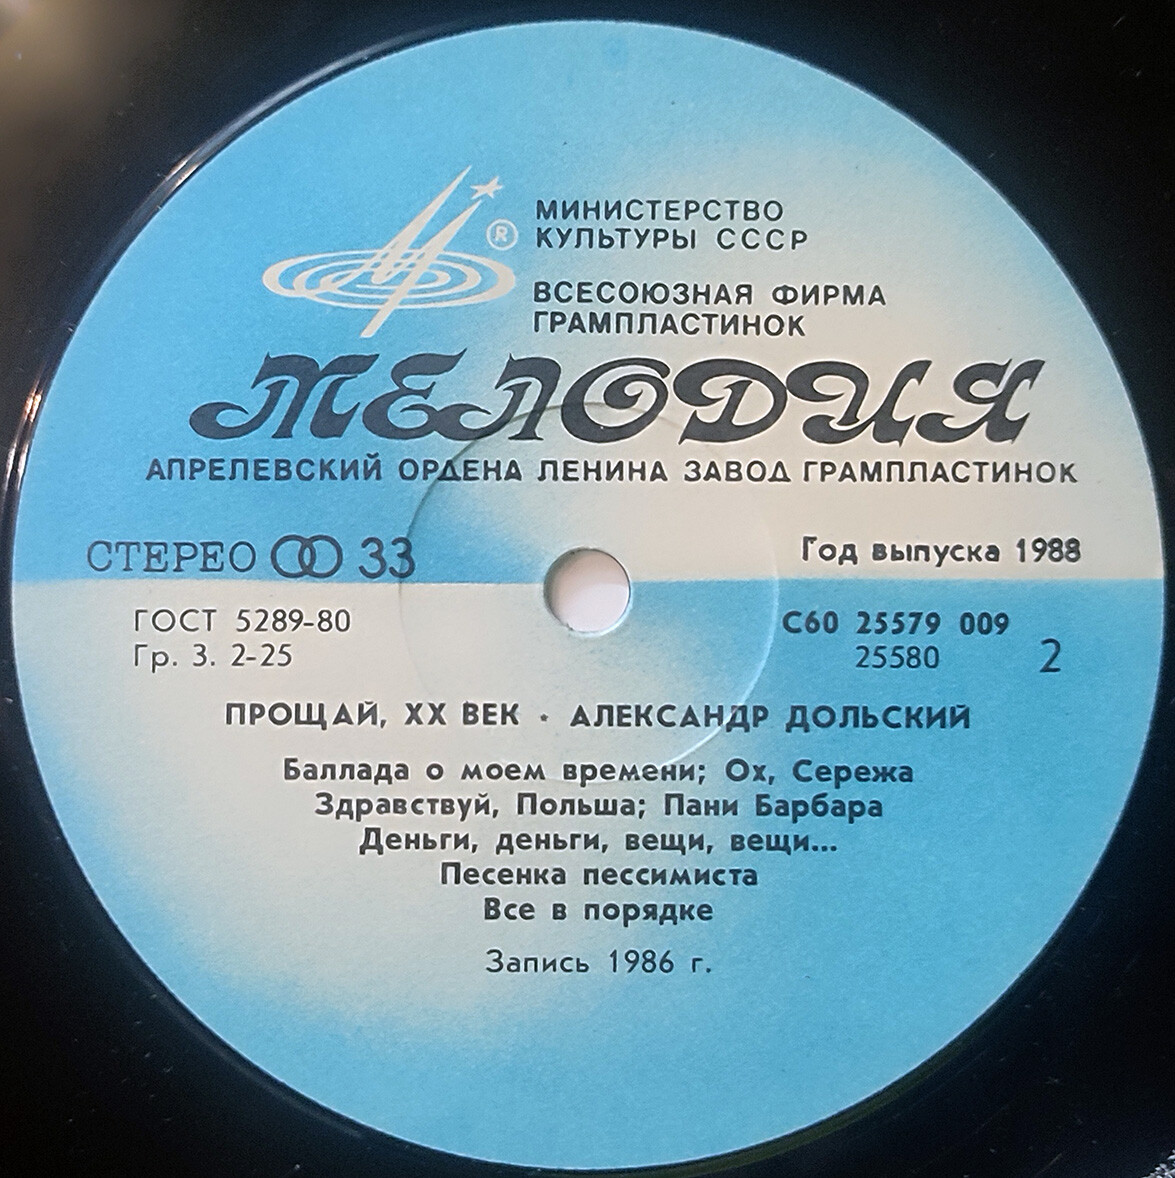 МИНИСТЕРСТВО
КУЛЬТУРЫ СССР
ВСЕСОЮЗНАЯ ФИРМА
ГРАМПЛАСТИНОК
®
МЕЛОДИЯ
АПРЕЛЕВСКИЙ ОРДЕНА ЛЕНИНА ЗАВОД ГРАМПЛАСТИНОК
СТЕРЕО 33
Год выпуска 1988
ГОСТ 5289-80
Гр. 3. 2-25
С60 25579 009
25580
2
ПРОЩАЙ, XX ВЕК · АЛЕКСАНДР ДОЛЬСКИЙ
Баллада о моем времени; Ох, Сережа
Здравствуй, Польша; Пани Барбара
Деньги, деньги, вещи, вещи...
Песенка пессимиста
Все в порядке
Запись 1986 г.